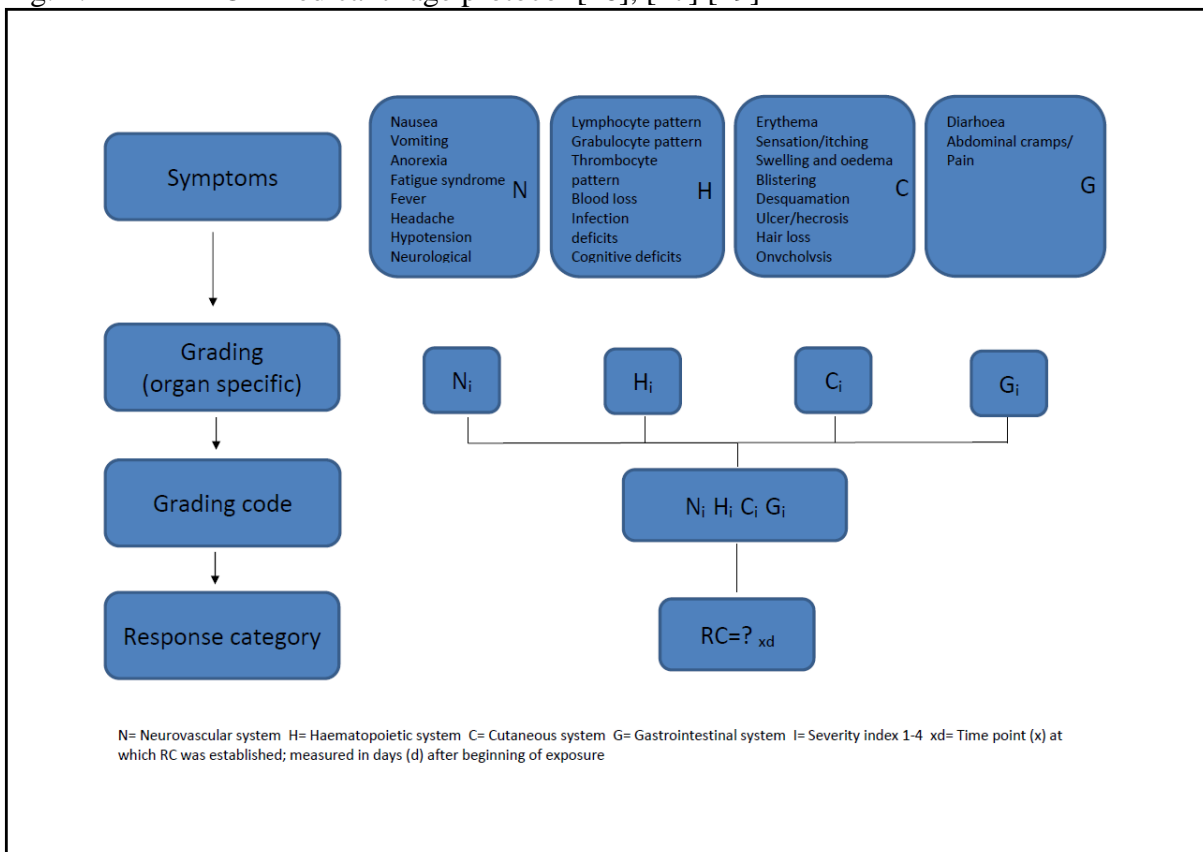 Symptoms
Nausea
Vomiting
Anorexia
Fatigue syndrome
Fever
Headache
Hypotension
Neurological
N
Lymphocyte pattern
Grabulocyte pattern
Thrombocyte
pattern
Blood loss
Infection
deficits
Cognitive deficits
H
Erythema
Sensation/itching
Swelling and oedema
Blistering
Desquamation
Ulcer/hecrosis
Hair loss
Onycholysis
C
Diarhoea
Abdominal cramps/
Pain
G
Grading
(organ specific)
Ni
Hi
Ci
Gi
Grading code
Ni Hi Ci Gi
Response category
RC=? xd
N= Neurovascular system H= Haematopoietic system C= Cutaneous system G= Gastrointestinal system I= Severity index 1-4 xd= Time point (x) at
which RC was established; measured in days (d) after beginning of exposure